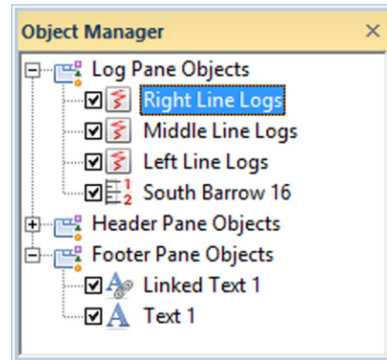 Object Manager
Log Pane Objects
Right Line Logs
Middle Line Logs
Left Line Logs
South Barrow 16
Header Pane Objects
Footer Pane Objects
Linked Text 1
Text 1